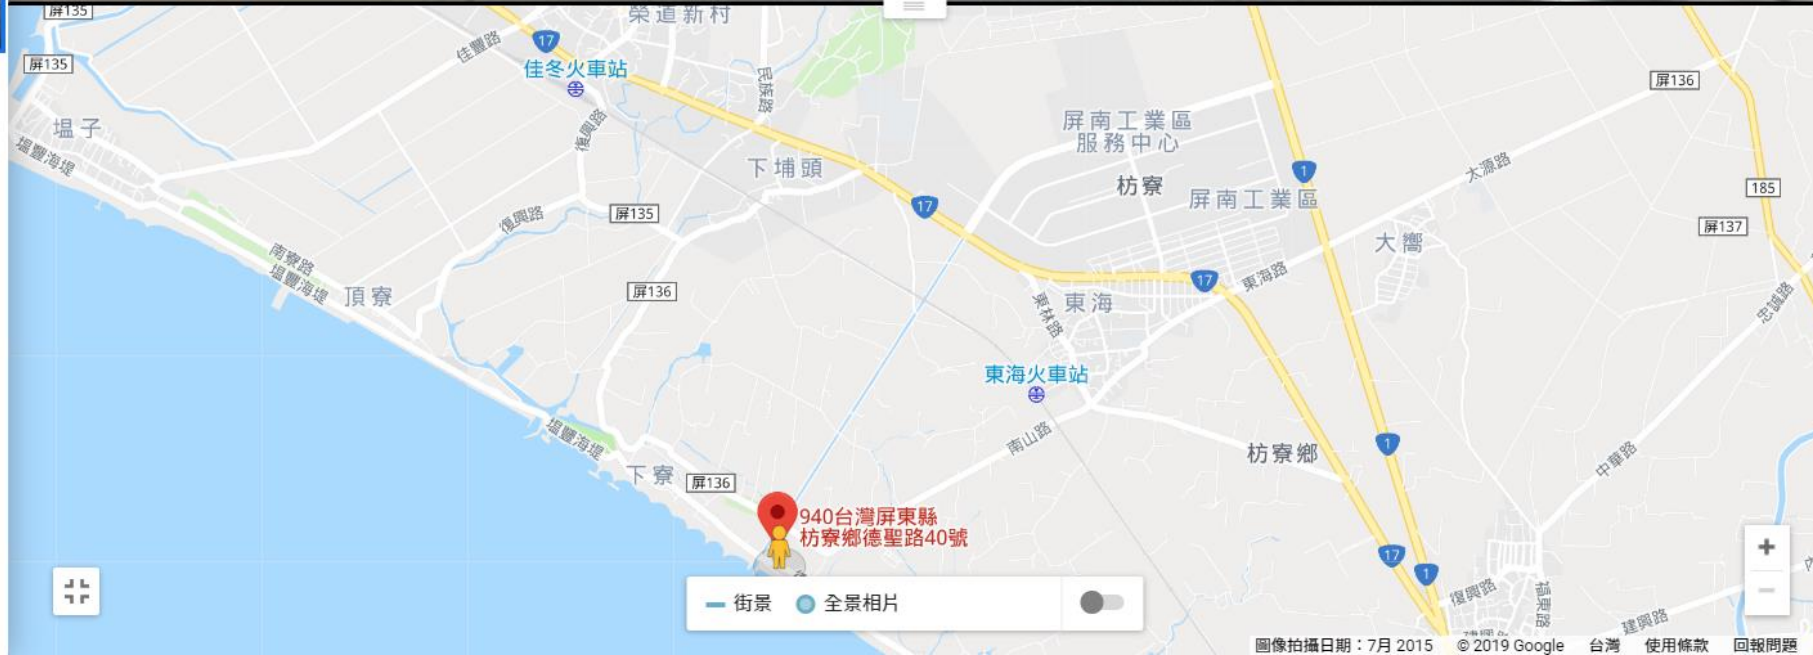 屏135
榮道新村
17
佳豐路
屏135
佳冬火車站
民族路
屏136
塭子
塭豐海堤
復興路
屏南工業區
服務中心
下埔頭
1
太源路
枋寮
屏南工業區
185
17
復興路
屏135
屏137
大嚮
南寮路
塭豐海堤
頂寮
屏136
17
東海路
東林路
東海
忠誠路
東海火車站
塭豐海堤
南山路
枋寮鄉
1
中華路
下寮
屏136
940台灣屏東縣
枋寮鄉德聖路40號
17
1
復興路
福東路
建興路
街景
全景相片
圖像拍攝日期：7月 2015 © 2019 Google 台灣 使用條款 回報問題